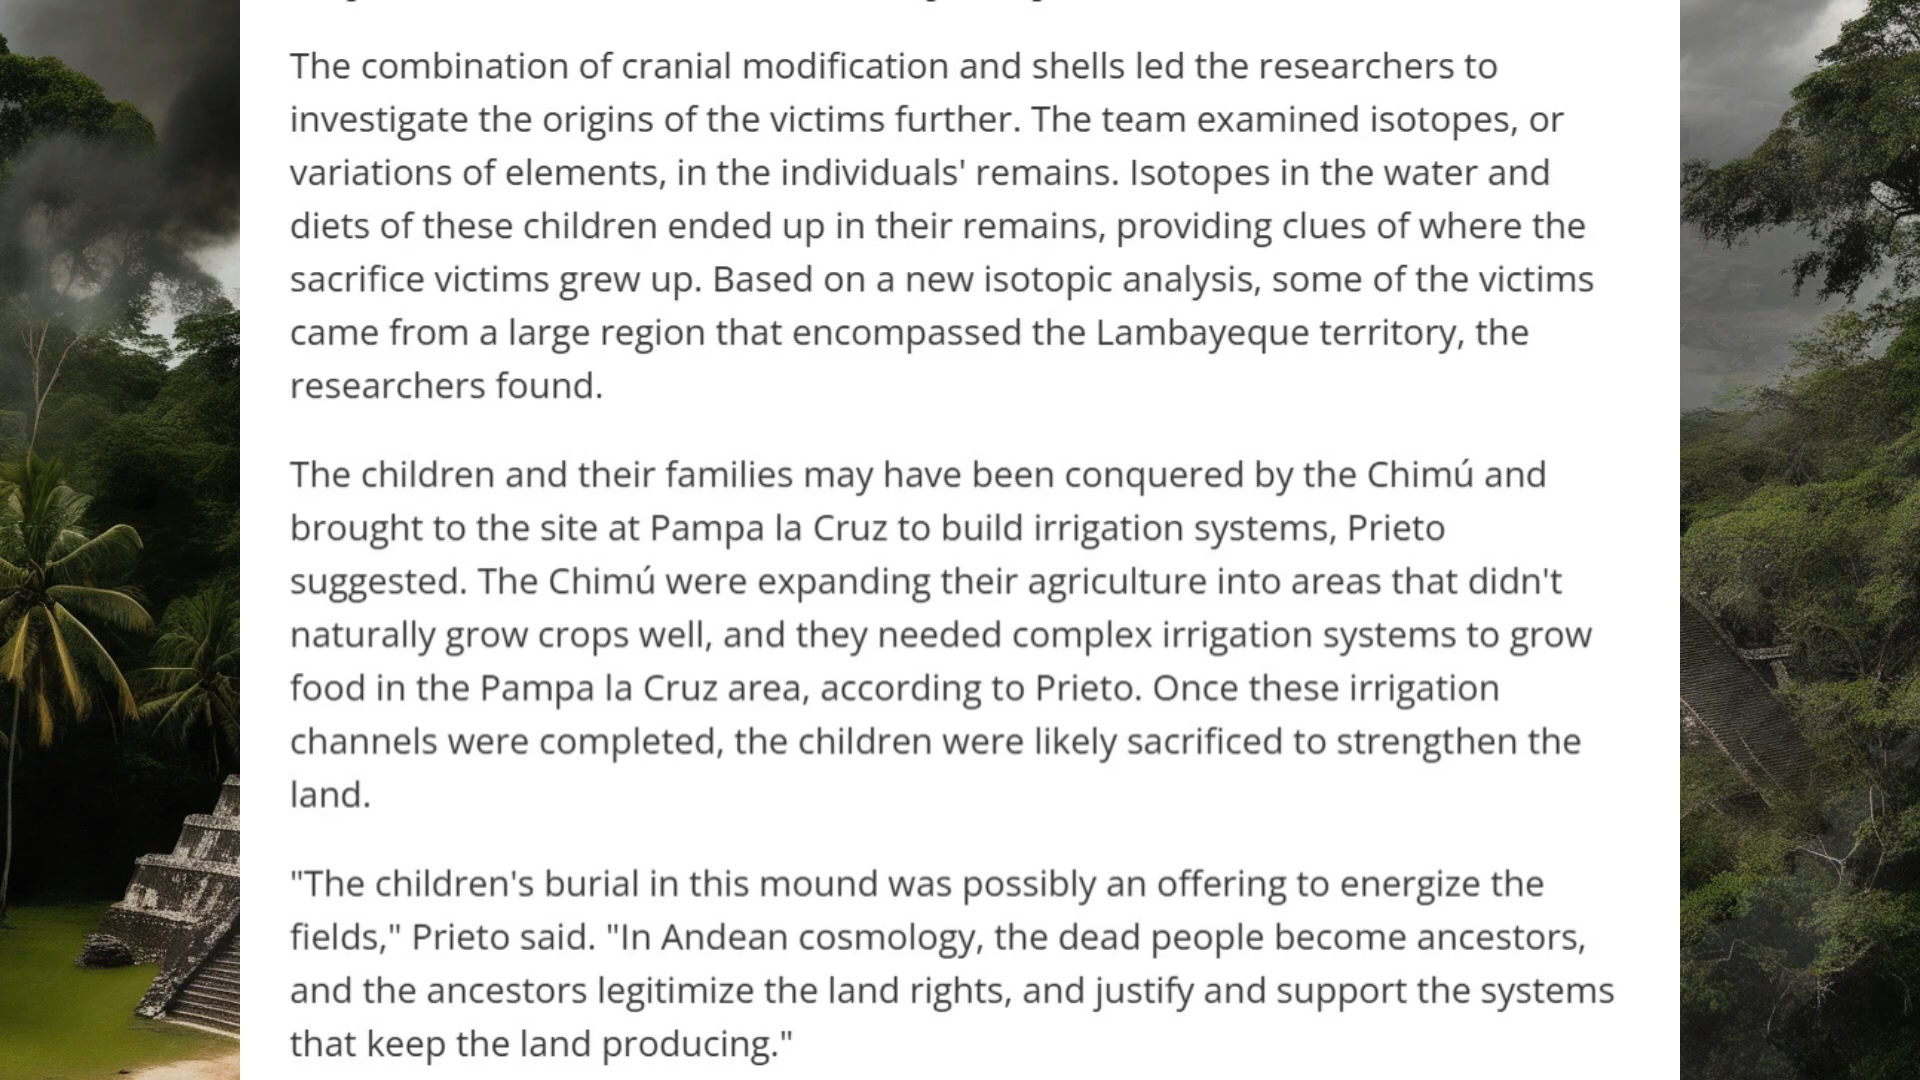 The combination of cranial modification and shells led the researchers to
investigate the origins of the victims further. The team examined isotopes, or
variations of elements, in the individuals' remains. Isotopes in the water and
diets of these children ended up in their remains, providing clues of where the
sacrifice victims grew up. Based on a new isotopic analysis, some of the victims
came from a large region that encompassed the Lambayeque territory, the
researchers found.
The children and their families may have been conquered by the Chimú and
brought to the site at Pampa la Cruz to build irrigation systems, Prieto
suggested. The Chimú were expanding their agriculture into areas that didn't
naturally grow crops well, and they needed complex irrigation systems to grow
food in the Pampa la Cruz area, according to Prieto. Once these irrigation
channels were completed, the children were likely sacrificed to strengthen the
land.
"The children's burial in this mound was possibly an offering to energize the
fields," Prieto said. "In Andean cosmology, the dead people become ancestors,
and the ancestors legitimize the land rights, and justify and support the systems
that keep the land producing."